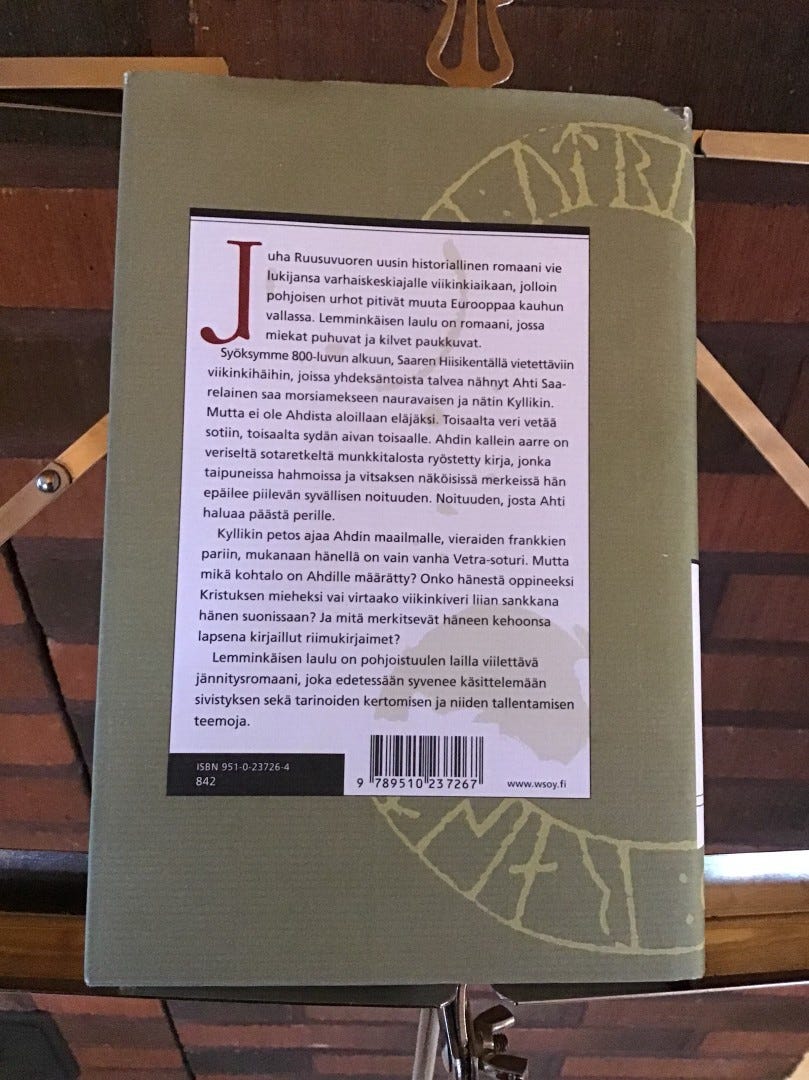 Juha Ruusuvuoren uusin historiallinen romaani vie
lukijansa varhaiskeskiajalle viikinkiaikaan, jolloin
pohjoisen urhot pitivät muuta Eurooppaa kauhun
vallassa. Lemminkäisen laulu on romaani, jossa
miekat puhuvat ja kilvet paukkuvat.
Syöksymme 800-luvun alkuun, Saaren Hiisikentällä vietettäviin
viikinkihäihin, joissa yhdeksäntoista talvea nähnyt Ahti Saa-
relainen saa morsiamekseen nauravaisen ja nätin Kyllikin.
Mutta ei ole Ahdista aloillaan eläjäksi. Toisaalta veri vetää
sotiin, toisaalta sydän aivan toisaalle. Ahdin kallein aarre on
veriseltä sotaretkeltä munkkitalosta ryöstetty kirja, jonka
taipuneissa hahmoissa ja vitsaksen näköisissä merkeissä hän
epäilee piilevän syvällisen noituuden. Noituuden, josta Ahti
haluaa päästä perille.
Kyllikin petos ajaa Ahdin maailmalle, vieraiden frankkien
pariin, mukanaan hänellä on vain vanha Vetra-soturi. Mutta
mikä kohtalo on Ahdille määrätty? Onko hänestä oppineeksi
Kristuksen mieheksi vai virtaako viikinkiveri liian sankkana
hänen suonissaan? Ja mitä merkitsevät häneen kehoonsa
lapsena kirjaillut riimukirjaimet?
Lemminkäisen laulu on pohjoistuulen lailla viilettävä
jännitysromaani, joka edetessään syvenee käsittelemään
sivistyksen sekä tarinoiden kertomisen ja niiden tallentamisen
teemoja.
ISBN 951-0-23726-4
842
9 789510 237267
www.wsoy.fi